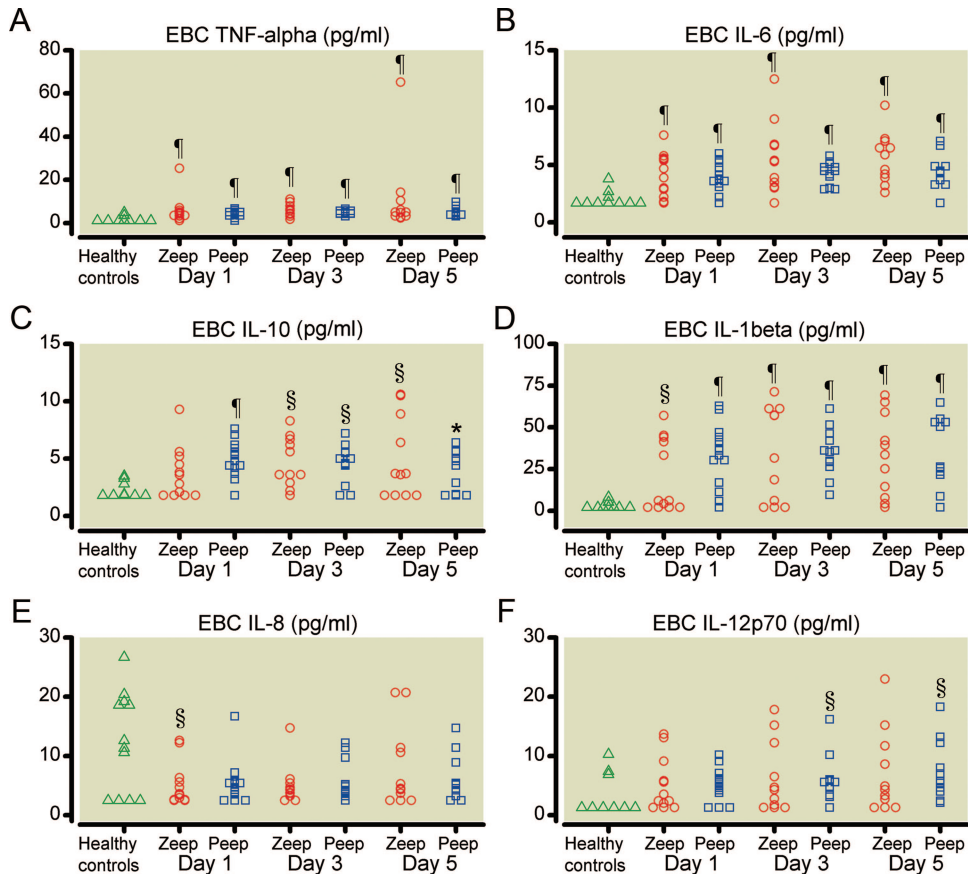 A
EBC TNF-alpha (pg/ml)
80
60
40
20
0
¶ ¶ ¶ ¶ ¶ ¶
Healthy controls
Zeep Peep Zeep Peep Zeep Peep
Day 1 Day 3 Day 5
B
EBC IL-6 (pg/ml)
15
10
5
0
¶ ¶ ¶ ¶ ¶ ¶
Healthy controls
Zeep Peep Zeep Peep Zeep Peep
Day 1 Day 3 Day 5
C
EBC IL-10 (pg/ml)
15
10
5
0
¶ § § § *
Healthy controls
Zeep Peep Zeep Peep Zeep Peep
Day 1 Day 3 Day 5
D
EBC IL-1beta (pg/ml)
100
75
50
25
0
§ ¶ ¶ ¶ ¶ ¶
Healthy controls
Zeep Peep Zeep Peep Zeep Peep
Day 1 Day 3 Day 5
E
EBC IL-8 (pg/ml)
30
20
10
0
§
Healthy controls
Zeep Peep Zeep Peep Zeep Peep
Day 1 Day 3 Day 5
F
EBC IL-12p70 (pg/ml)
30
20
10
0
§ §
Healthy controls
Zeep Peep Zeep Peep Zeep Peep
Day 1 Day 3 Day 5